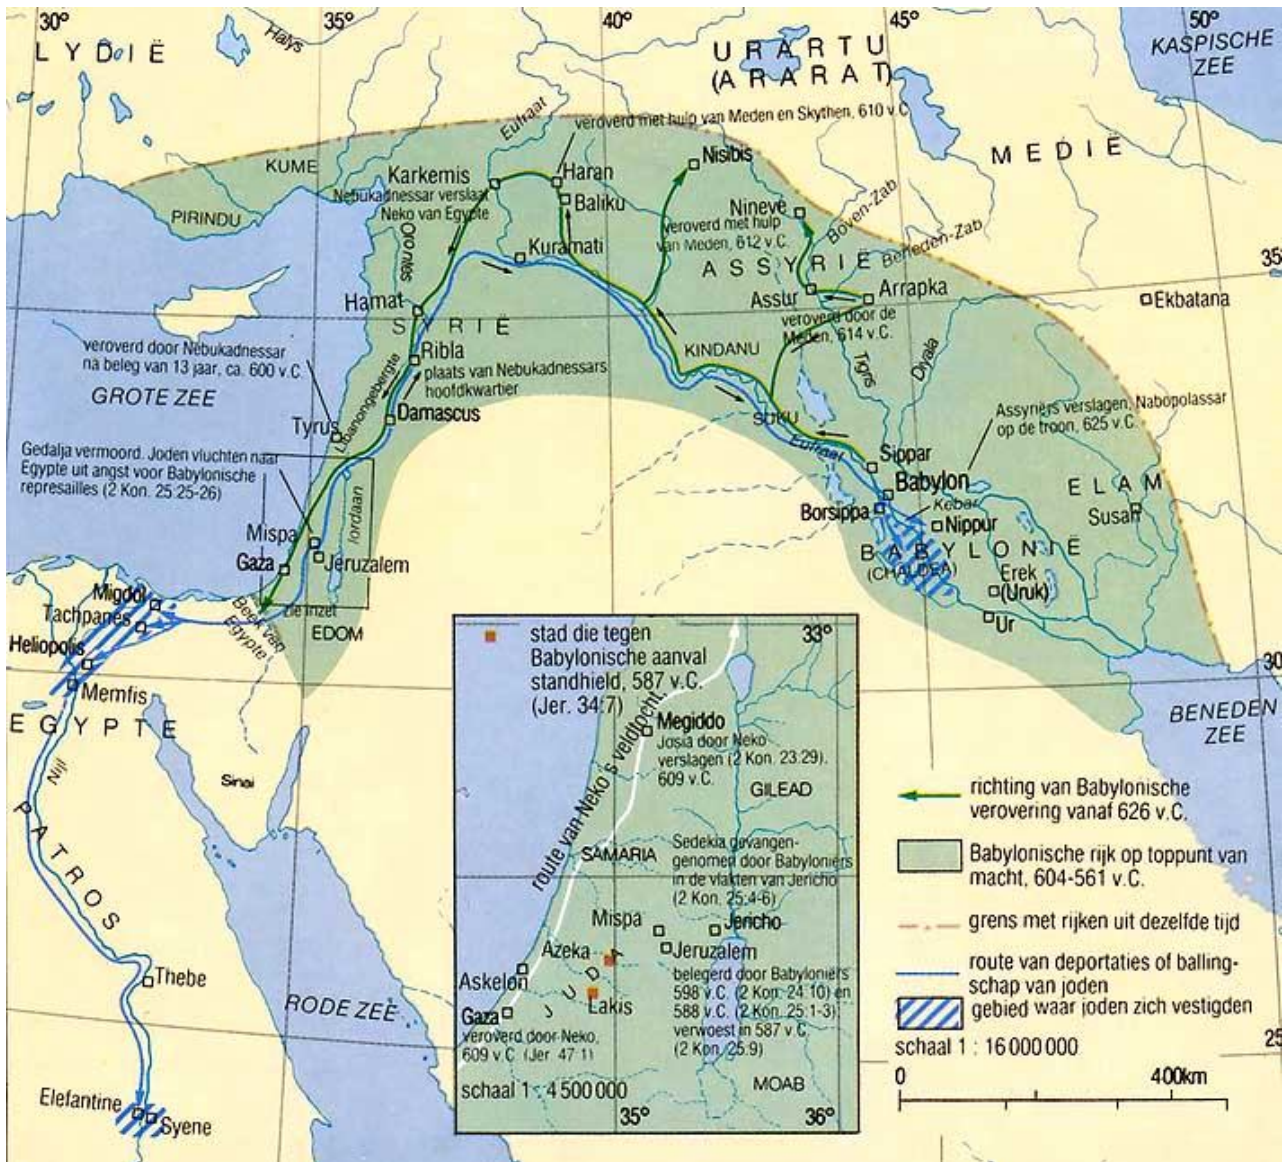 30°
35°
40°
45°
50°
LYDIË
Halys
URARTU
(ARARAT)
KASPISCHE
ZEE
Eufraat
veroverd met hulp van Meden en Skythen, 610 v.C.
MEDIË
KUME
Karkemis
Nebukadnessar verslaat
Neko van Egypte
Haran
Baliku
Nisibis
PIRINDU
Orontes
Kuramati
Ninevé
veroverd met hulp
van Meden, 612 v.C.
Boven-Zab
Beneden-Zab
ASSYRIË
35°
Hamat
SYRIË
Assur
Arrapka
veroverd door de
Meden, 614 v.C.
Ekbatana
veroverd door Nebukadnessar
na beleg van 13 jaar, ca. 600 v.C.
Ribla
plaats van Nebukadnessars
hoofdkwartier
KINDANU
Tigris
Diyala
GROTE ZEE
Libanongebergte
Damascus
SUKU
Assyriërs verslagen, Nabopolassar
op de troon, 625 v.C.
Tyrus
Eufraat
Gedalja vermoord. Joden vluchten naar
Egypte uit angst voor Babylonische
represailles (2 Kon. 25:25-26)
Sippar
Babylon
ELAM
Susan
Jordaan
Borsippa
Kebar
Nippur
Mispa
Gaza
Jeruzalem
BABYLONIË
(CHALDEA)
Erek
(Uruk)
Ur
Migdol
Tachpanes
Beek van
Egypte
zie inzet
EDOM
Heliopolis
Memfis
30°
EGYPTE
BENEDEN
ZEE
Nijl
Sinaï
PATROS
Thebe
RODE ZEE
Elefantine
Syene
stad die tegen
Babylonische aanval
standhield, 587 v.C.
(Jer. 34:7)
33°
route van Neko's veldtocht
Megiddo
Josia door Neko
verslagen (2 Kon. 23:29),
609 v.C.
GILEAD
SAMARIA
Sedekia gevangen-
genomen door Babyloniërs
in de vlakten van Jericho
(2 Kon. 25:4-6)
Mispa
Jericho
Azeka
Jeruzalem
JUDA
Askelon
Lakis
belegerd door Babyloniërs
598 v.C. (2 Kon. 24:10) en
588 v.C. (2 Kon. 25:1-3)
verwoest in 587 v.C.
(2 Kon. 25:9)
Gaza
veroverd door Neko,
609 v.C. (Jer. 47:1)
MOAB
schaal 1 : 4 500 000
35°
36°
richting van Babylonische
verovering vanaf 626 v.C.
Babylonische rijk op toppunt van
macht, 604-561 v.C.
grens met rijken uit dezelfde tijd
route van deportaties of balling-
schap van joden
gebied waar joden zich vestigden
schaal 1 : 16 000 000
25
0
400km